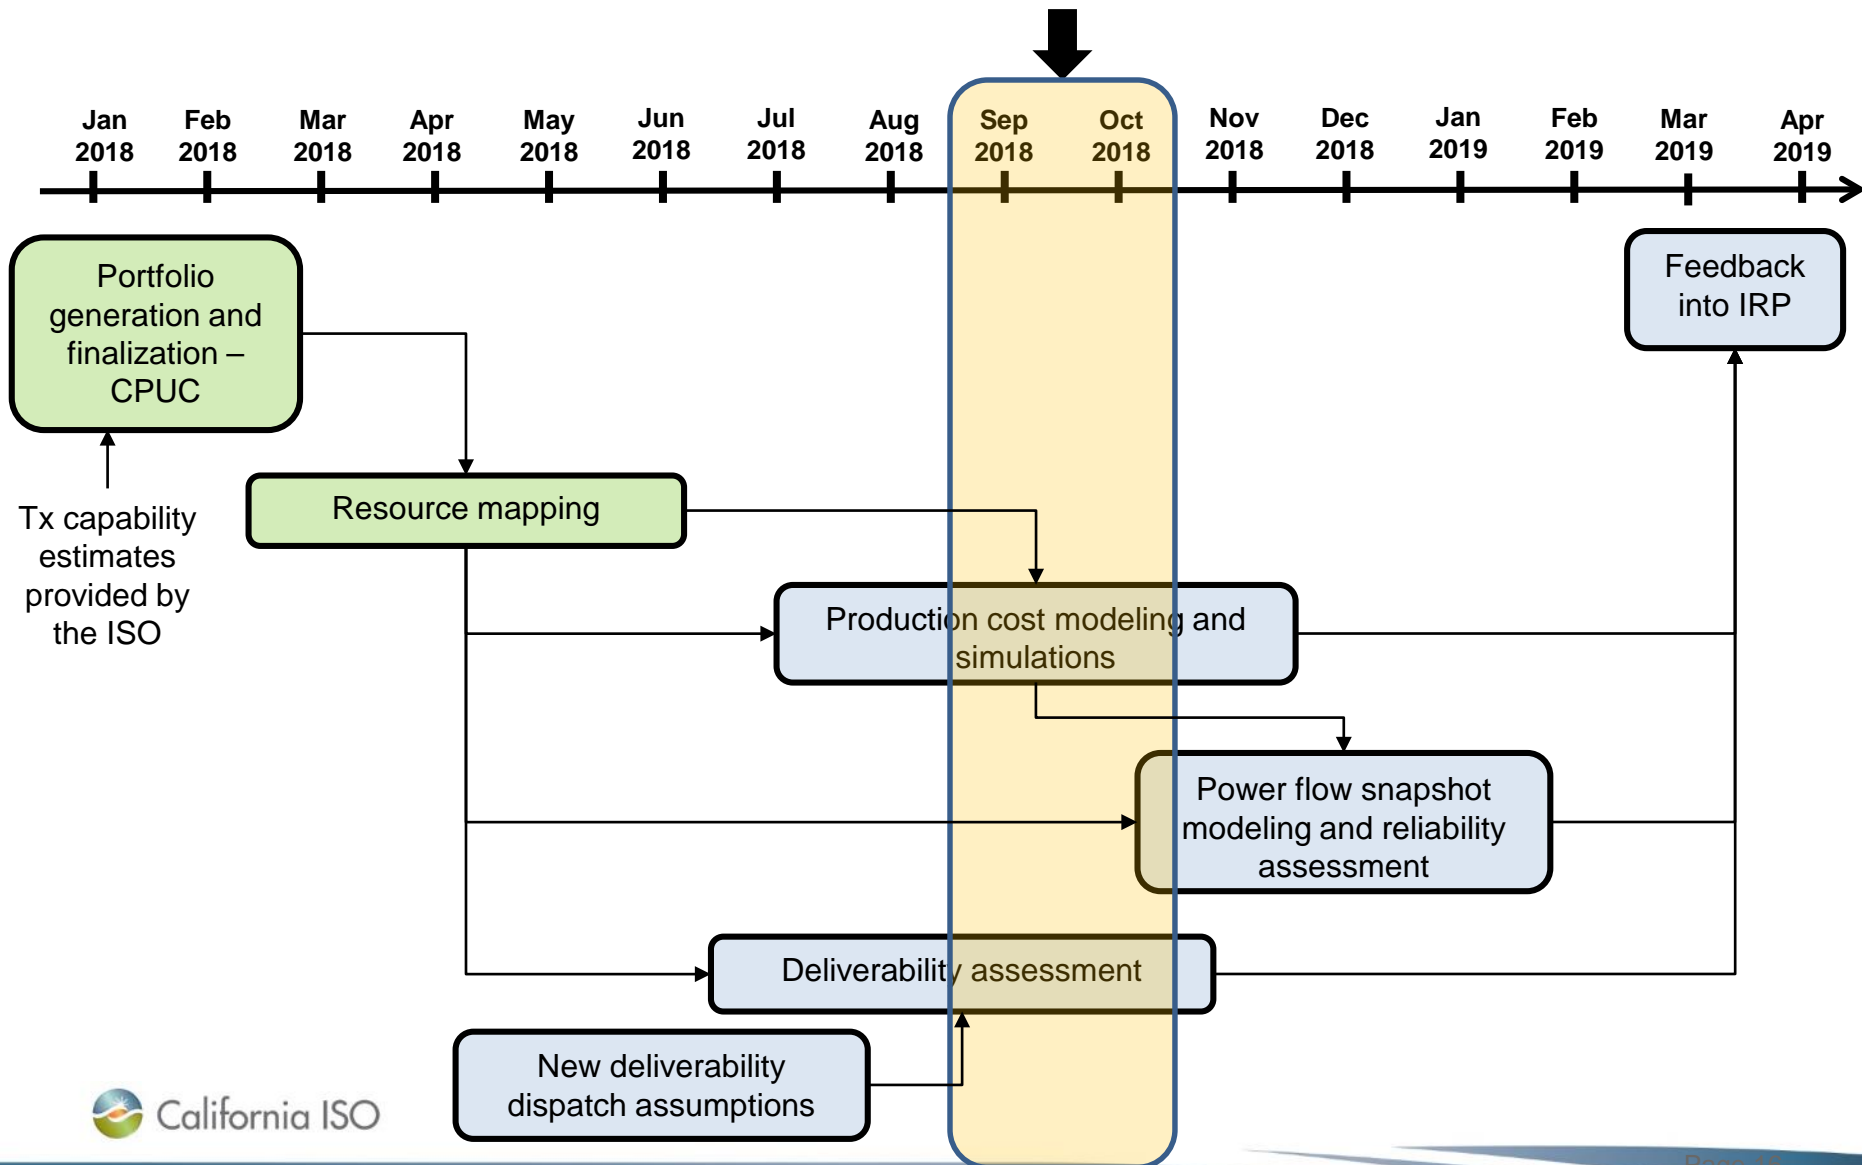 Jan Feb Mar Apr May Jun Jul Aug Sep Oct Nov Dec Jan Feb Mar Apr
2018 2018 2018 2018 2018 2018 2018 2018 2018 2018 2018 2018 2019 2019 2019 2019
Portfolio
generation and
finalization –
CPUC
Feedback
into IRP
Tx capability
estimates
provided by
the ISO
Resource mapping
Production cost modeling and
simulations
Power flow snapshot
modeling and reliability
assessment
Deliverability assessment
New deliverability
dispatch assumptions
California ISO
Page